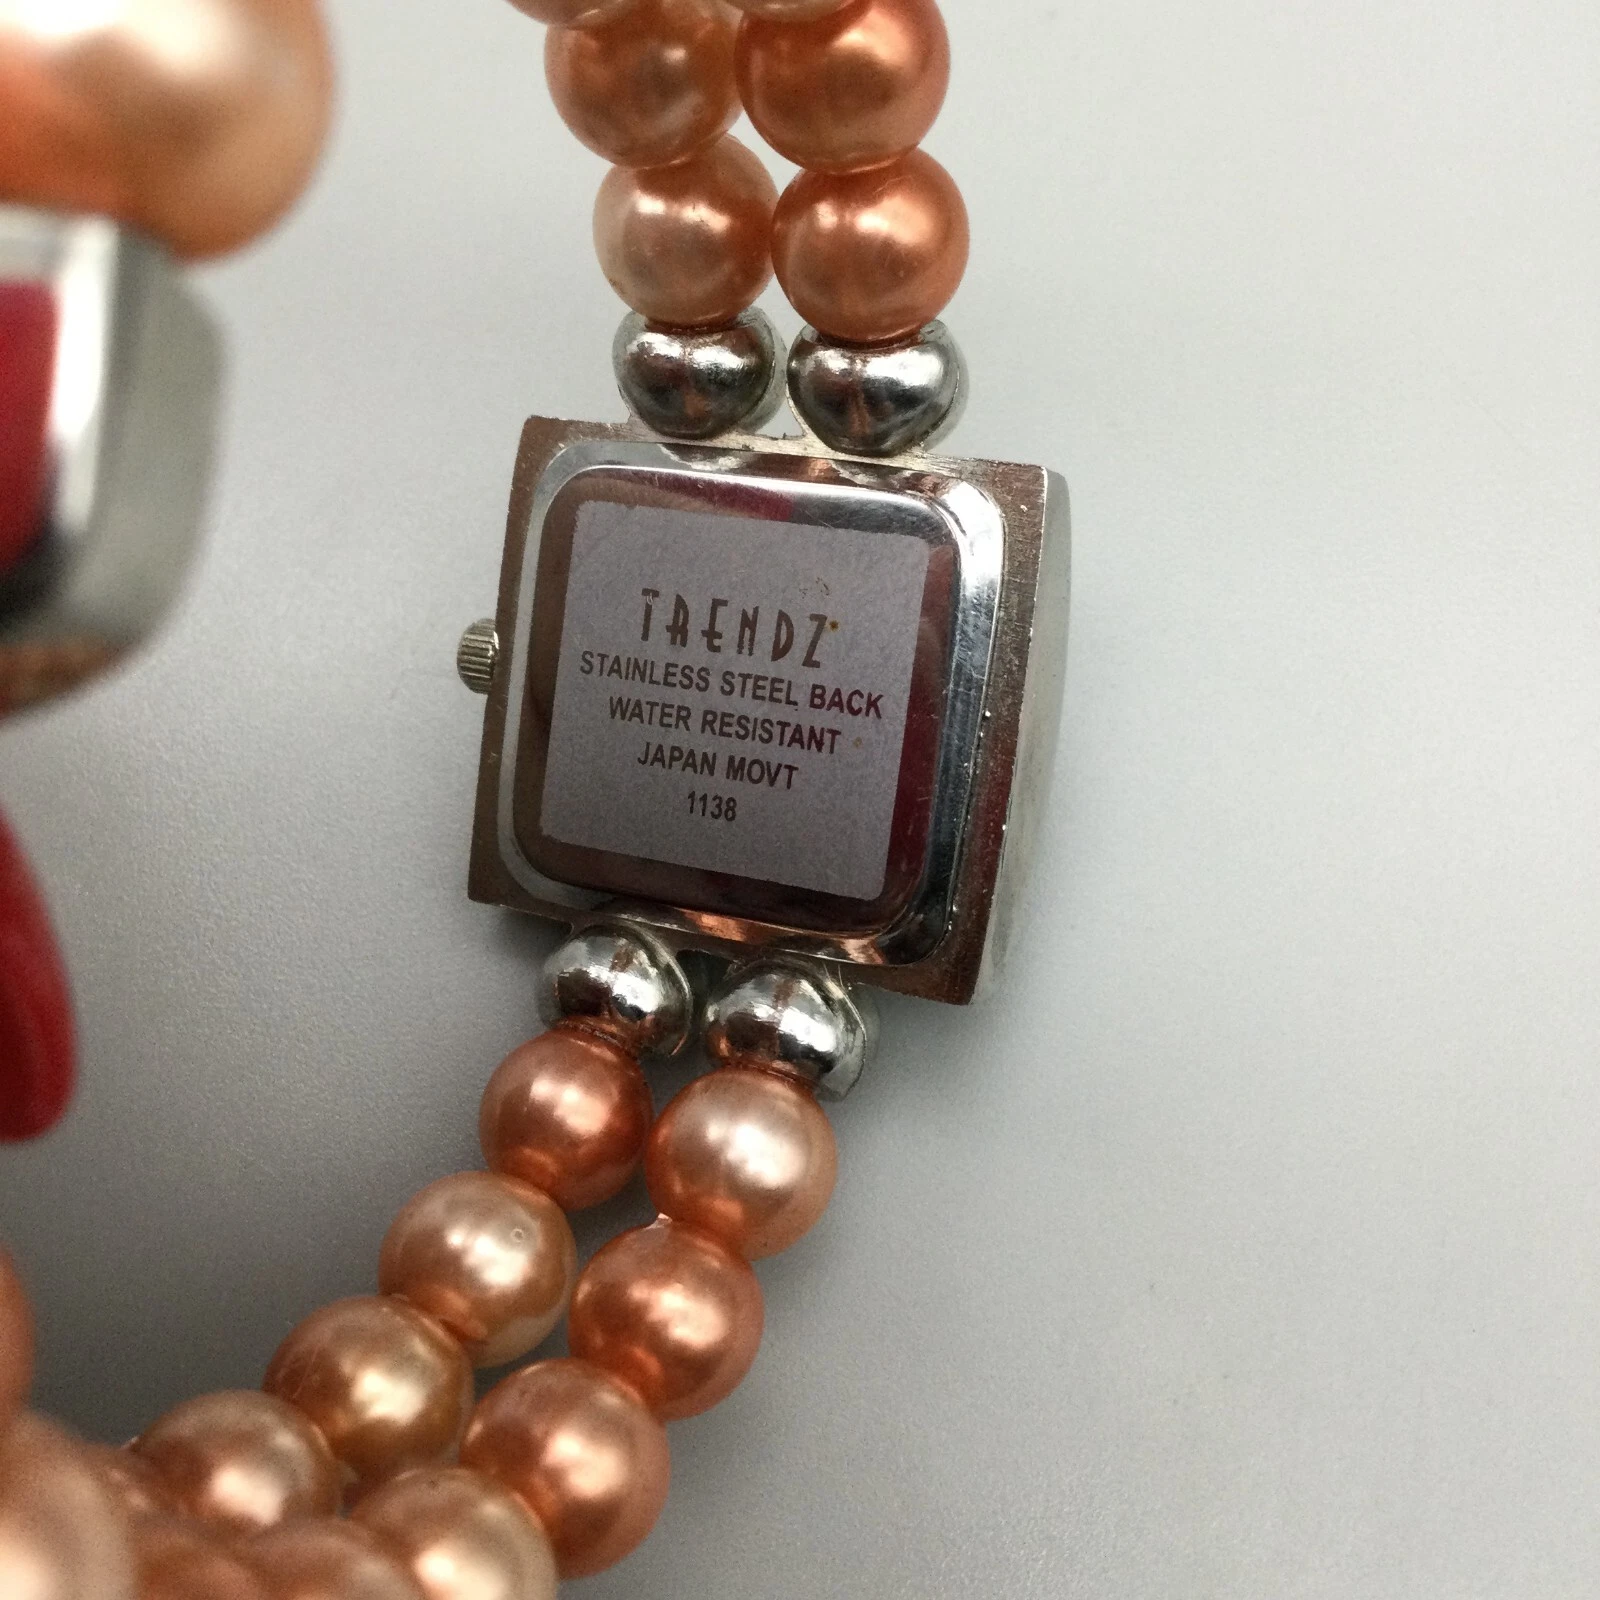 TRENDZ
STAINLESS STEEL BACK
WATER RESISTANT
JAPAN MOVT
1138